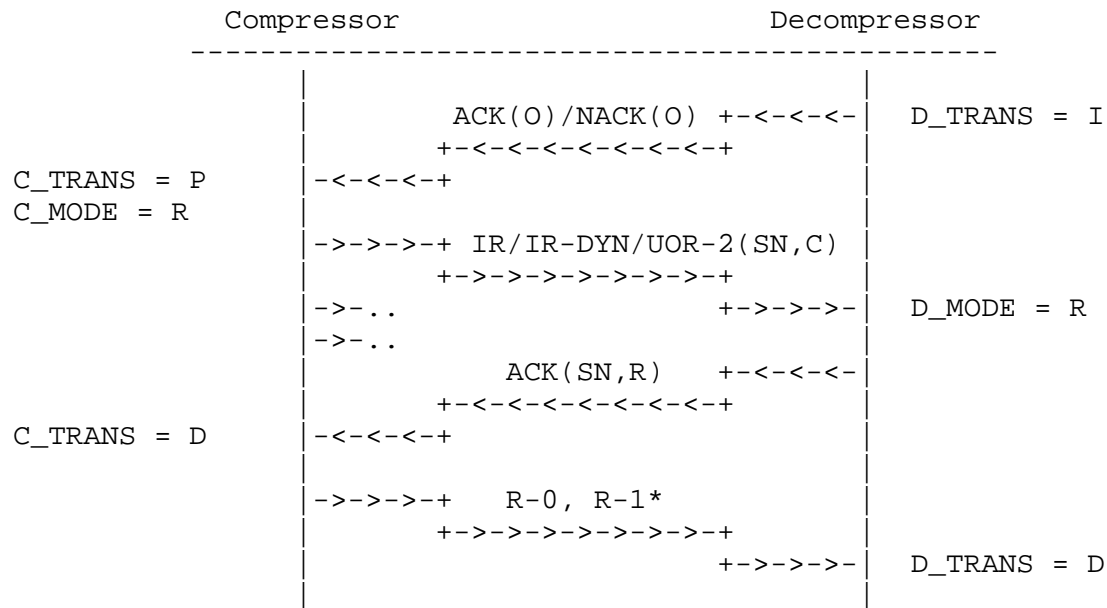 Compressor                     Decompressor
----------------------------------------------
|                                |
|        ACK(O)/NACK(O) +-<-<-<-|  D_TRANS = I
|       +-<-<-<-<-<-<-<-+       |
C_TRANS = P     |-<-<-<-+                        |
C_MODE = R      |                                |
|->->->-+ IR/IR-DYN/UOR-2(SN,C)  |
|       +->->->->->->->-+       |
|->-..                  +->->->-|  D_MODE = R
|->-..                           |
|           ACK(SN,R)   +-<-<-<-|
|       +-<-<-<-<-<-<-<-+       |
C_TRANS = D     |-<-<-<-+                        |
|                                |
|->->->-+   R-0, R-1*            |
|       +->->->->->->->-+       |
|                       +->->->-|  D_TRANS = D
|                                |